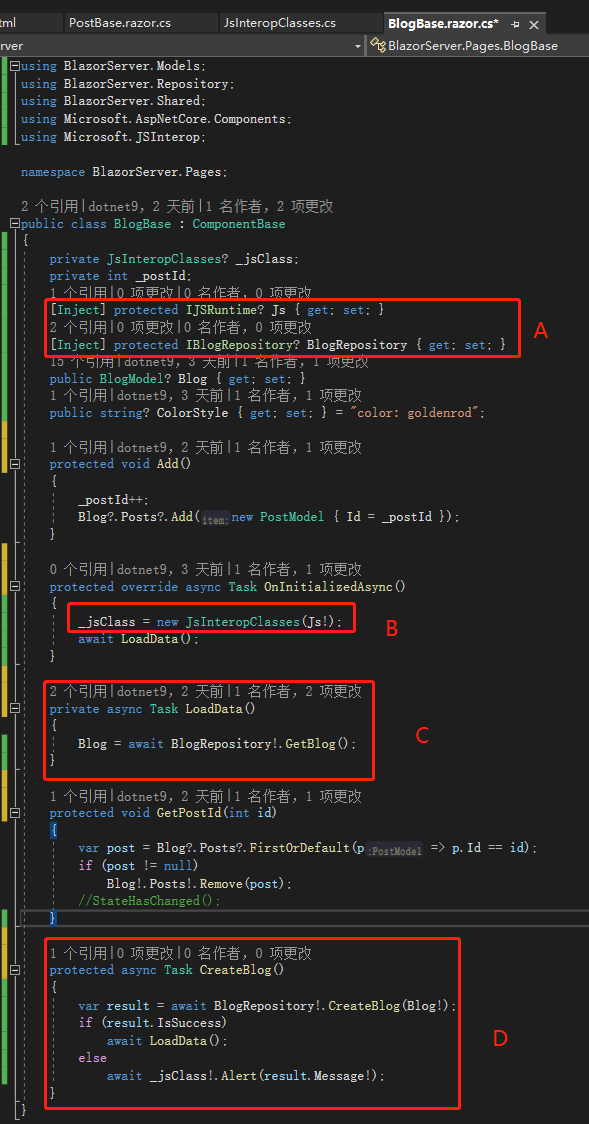 tml PostBase.razor.cs JsInteropClasses.cs BlogBase.razor.cs*
rver BlazorServer.Pages.BlogBase
using BlazorServer.Models;
using BlazorServer.Repository;
using BlazorServer.Shared;
using Microsoft.AspNetCore.Components;
using Microsoft.JSInterop;
namespace BlazorServer.Pages;
2 个引用|dotnet9，2 天前|1 名作者，2 项更改
public class BlogBase : ComponentBase
{
private JsInteropClasses? _jsClass;
private int _postId;
1 个引用|0 项更改|0 名作者，0 项更改
[Inject] protected IJSRuntime? Js { get; set; }
2 个引用|0 项更改|0 名作者，0 项更改
[Inject] protected IBlogRepository? BlogRepository { get; set; }
A
15 个引用|dotnet9，3 天前|1 名作者，1 项更改
public BlogModel? Blog { get; set; }
1 个引用|dotnet9，3 天前|1 名作者，1 项更改
public string? ColorStyle { get; set; } = "color: goldenrod";
1 个引用|dotnet9，2 天前|1 名作者，1 项更改
protected void Add()
{
_postId++;
Blog?.Posts?.Add(item:new PostModel { Id = _postId });
}
0 个引用|dotnet9，3 天前|1 名作者，1 项更改
protected override async Task OnInitializedAsync()
{
_jsClass = new JsInteropClasses(Js!);
B
await LoadData();
}
2 个引用|dotnet9，2 天前|1 名作者，2 项更改
private async Task LoadData()
{
C
Blog = await BlogRepository!.GetBlog();
}
1 个引用|dotnet9，2 天前|1 名作者，1 项更改
protected void GetPostId(int id)
{
var post = Blog?.Posts?.FirstOrDefault(p:PostModel => p.Id == id);
if (post != null)
Blog!.Posts!.Remove(post);
//StateHasChanged();
}
1 个引用|0 项更改|0 名作者，0 项更改
protected async Task CreateBlog()
{
var result = await BlogRepository!.CreateBlog(Blog!);
if (result.IsSuccess)
await LoadData();
D
else
await _jsClass!.Alert(result.Message!);
}
}